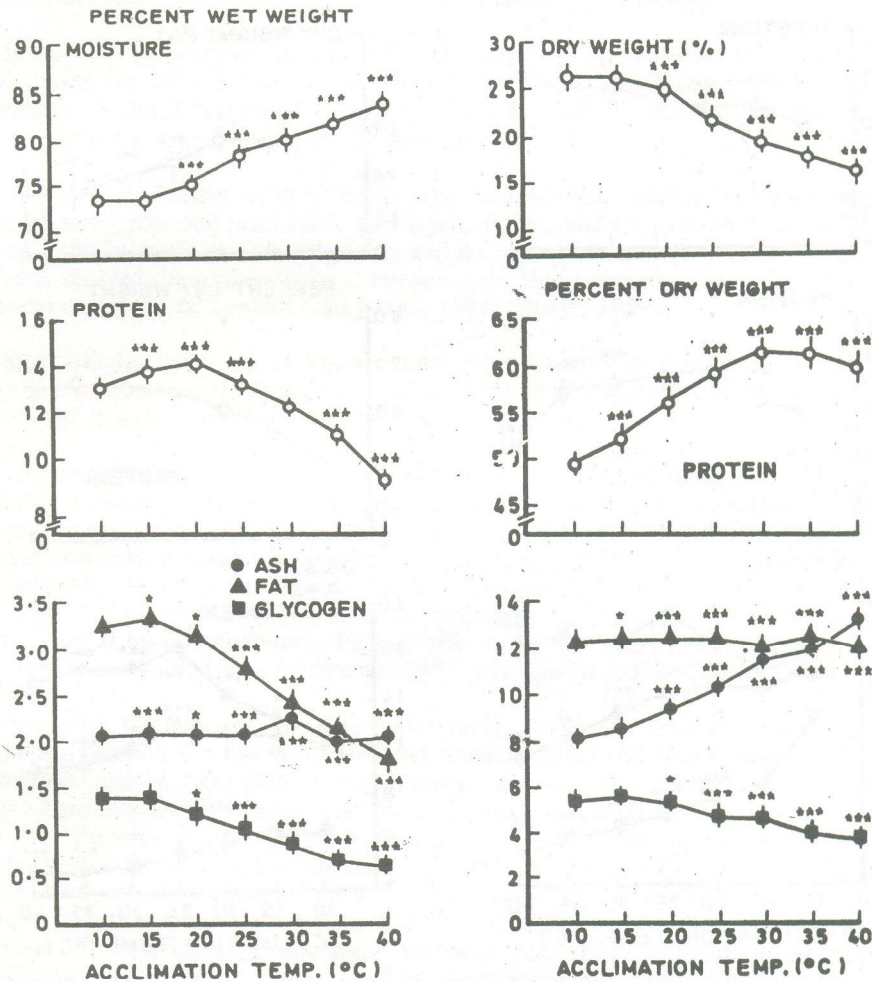 PERCENT WET WEIGHT
MOISTURE
90
85
80
75
70
0
*** *** *** *** ***
DRY WEIGHT (%)
30
25
20
15
10
0
*** *** *** *** ***
PROTEIN
16
14
12
10
8
0
*** *** *** *** ***
PERCENT DRY WEIGHT
65
60
55
50
45
0
*** *** *** *** *** ***
PROTEIN
ASH
FAT
GLYCOGEN
3·5
3·0
2·5
2·0
1·5
1·0
0·5
0
* * *** *** *** ***
*** *** *** *** ***
* *** *** *** ***
10 15 20 25 30 35 40
ACCLIMATION TEMP. (°C)
14
12
10
8
6
4
2
0
* *** *** *** *** ***
*** *** *** *** ***
* *** *** *** ***
10 15 20 25 30 35 40
ACCLIMATION TEMP. (°C)